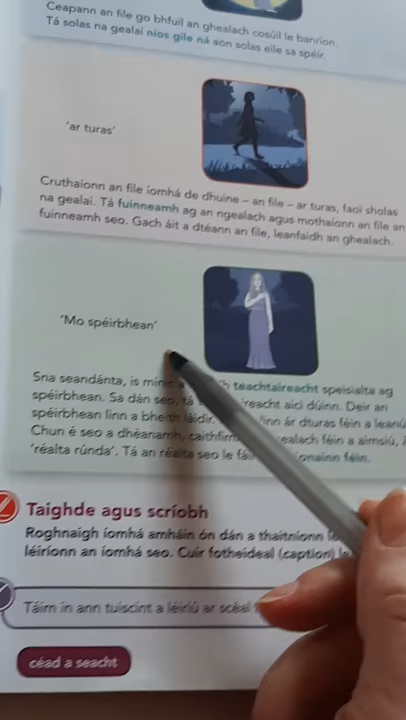 Ceapann an file go bhfuil an ghealach cosúil le banríon.
Tá solas na gealaí níos gile ná aon solas eile sa spéir.
'ar turas'
Cruthaíonn an file íomhá de dhuine – an file – ar turas, faoi sholas
na gealaí. Tá fuinneamh ag an ngealach agus mothaíonn an file an
fuinneamh seo. Gach áit a dtéann an file, leanfaidh an ghealach.
'Mo spéirbhean'
Sna seandánta, is minic a teachtaireacht speisialta ag
spéirbhean. Sa dán seo, tá aici dúinn. Deir an
spéirbhean linn a bheith láidir, linn ár dturas féin a
Chun é seo a dhéanamh, féin a aimsiú,
'réalta rúnda'. Tá an réalta seo le ionainn féin.
Taighde agus scríobh
Roghnaigh íomhá amháin ón dán a thaitníonn
léiríonn an íomhá seo. Cuir fotheideal (caption)
Táim in ann tuiscint a léiriú ar scéal
céad a seacht